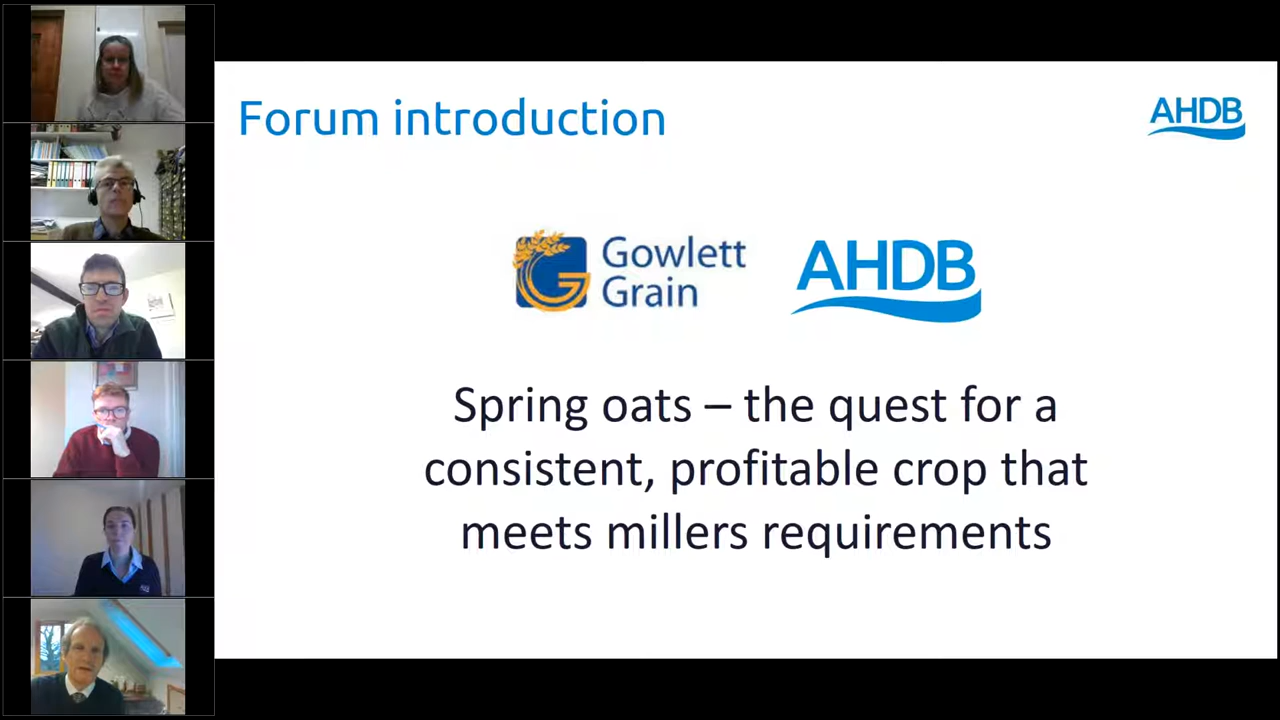 Forum introduction
AHDB
Gowlett
Grain
AHDB
Spring oats – the quest for a
consistent, profitable crop that
meets millers requirements